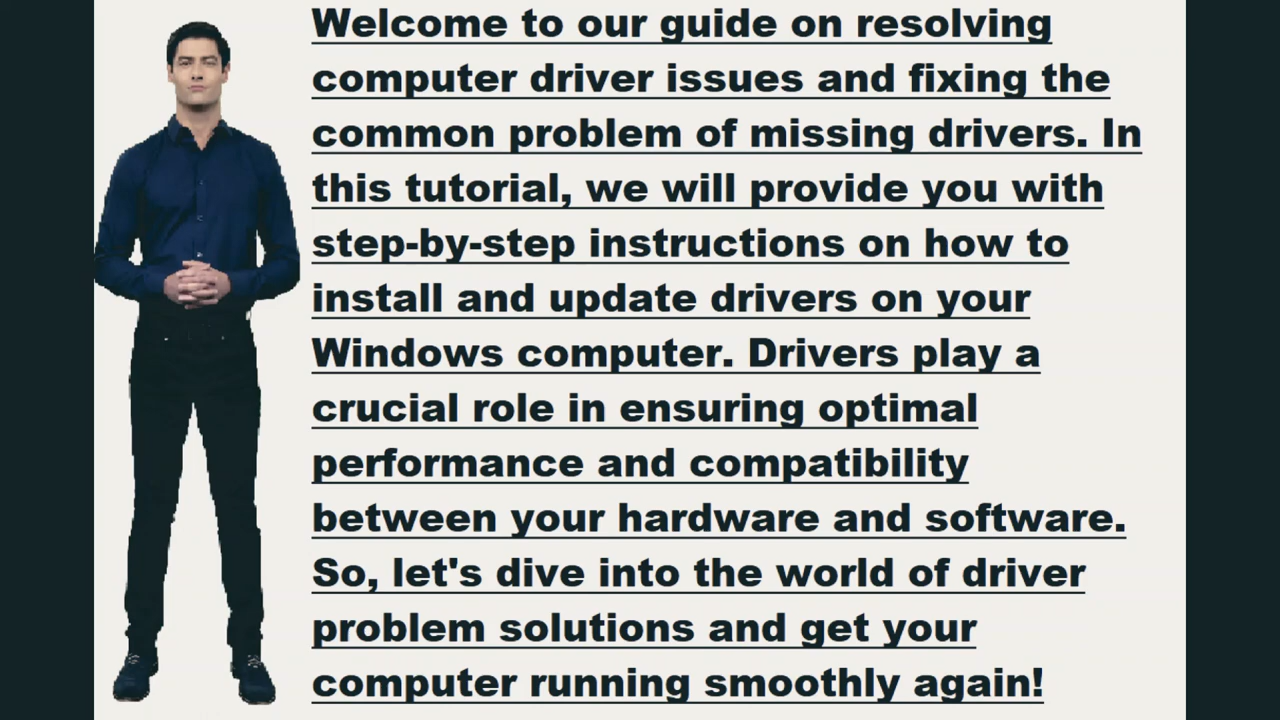 Welcome to our guide on resolving
computer driver issues and fixing the
common problem of missing drivers. In
this tutorial, we will provide you with
step-by-step instructions on how to
install and update drivers on your
Windows computer. Drivers play a
crucial role in ensuring optimal
performance and compatibility
between your hardware and software.
So, let's dive into the world of driver
problem solutions and get your
computer running smoothly again!